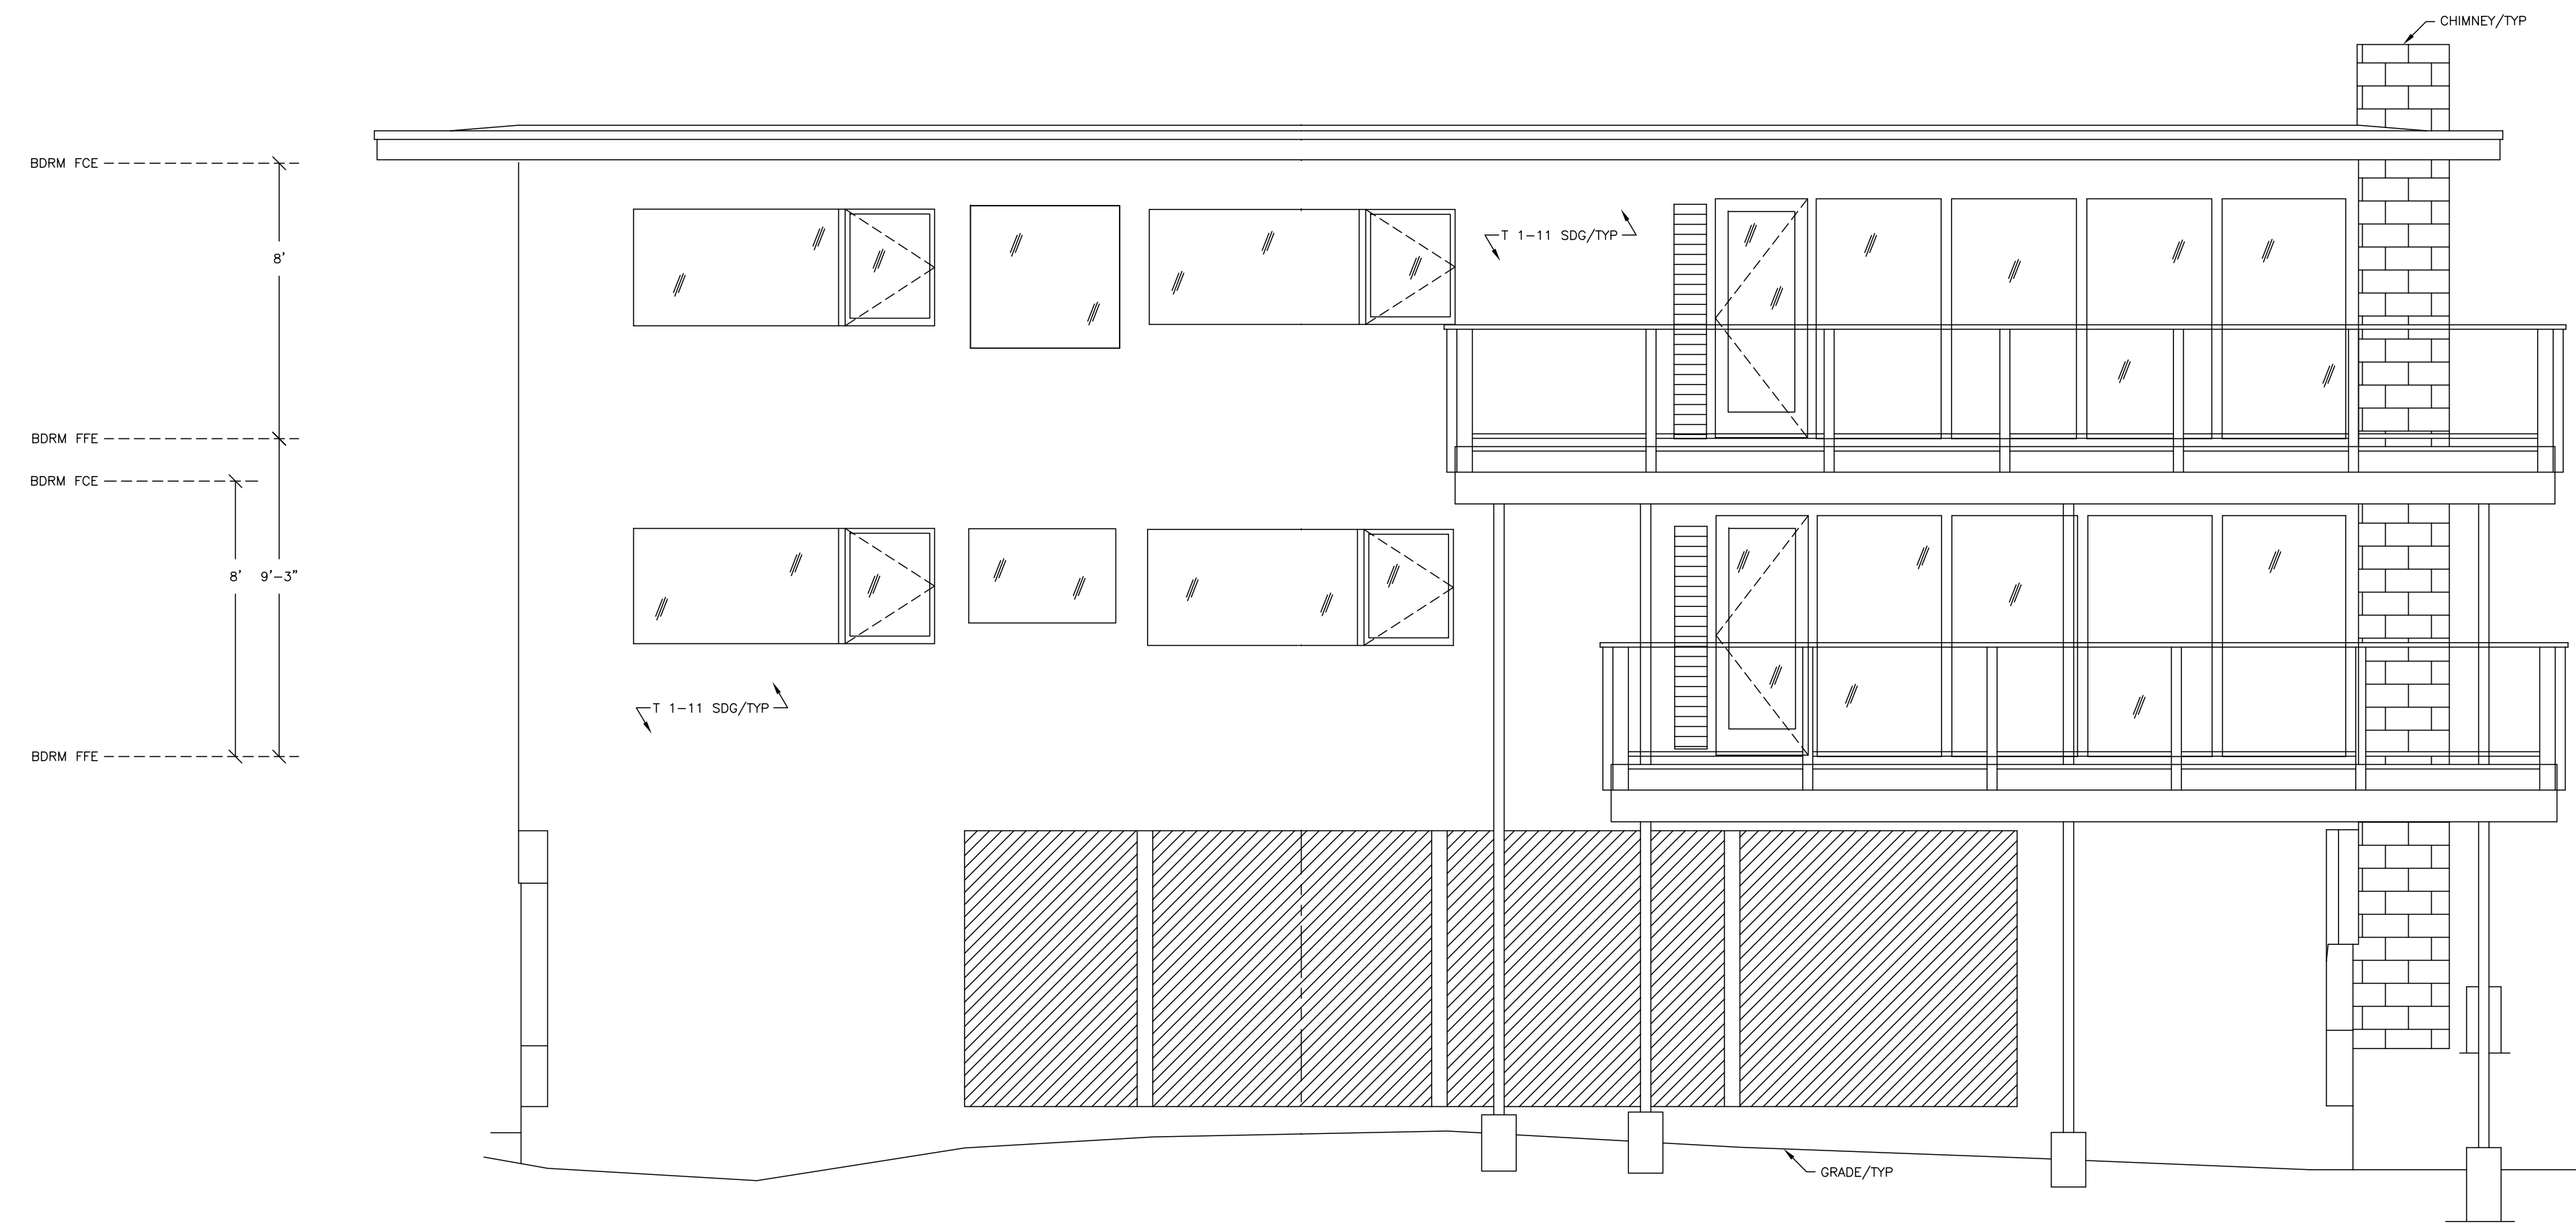 CHIMNEY/TYP
BDRM FCE
T 1-11 SDG/TYP
8'
BDRM FFE
BDRM FCE
8' 9'-3"
T 1-11 SDG/TYP
BDRM FFE
GRADE/TYP